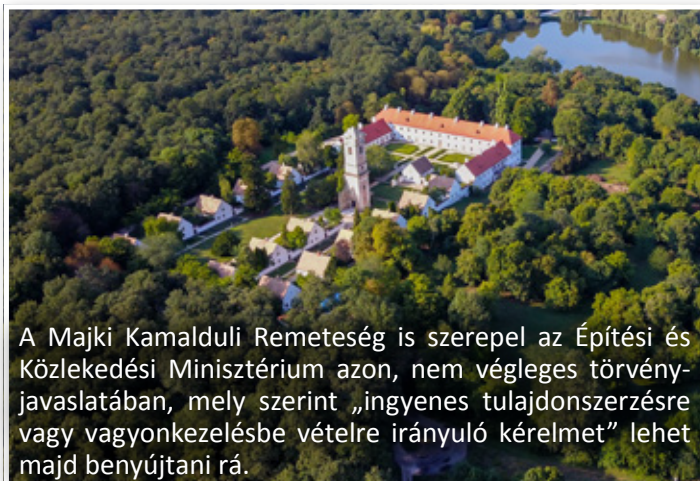 A Majki Kamalduli Remeteség is szerepel az Építési és
Közlekedési Minisztérium azon, nem végleges törvény-
javaslatában, mely szerint „ingyenes tulajdonszerzésre
vagy vagyonkezelésbe vételre irányuló kérelmet” lehet
majd benyújtani rá.